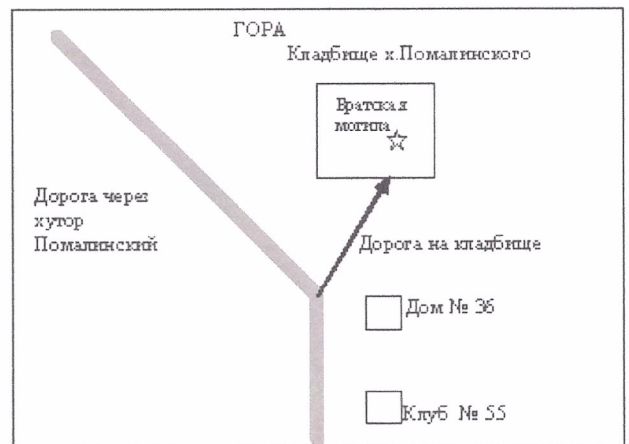 ГОРА
Кладбище х.Помалинского
Братская
могила
Дорога через
хутор
Помалинский
Дорога на кладбище
Дом № 36
Клуб № 55